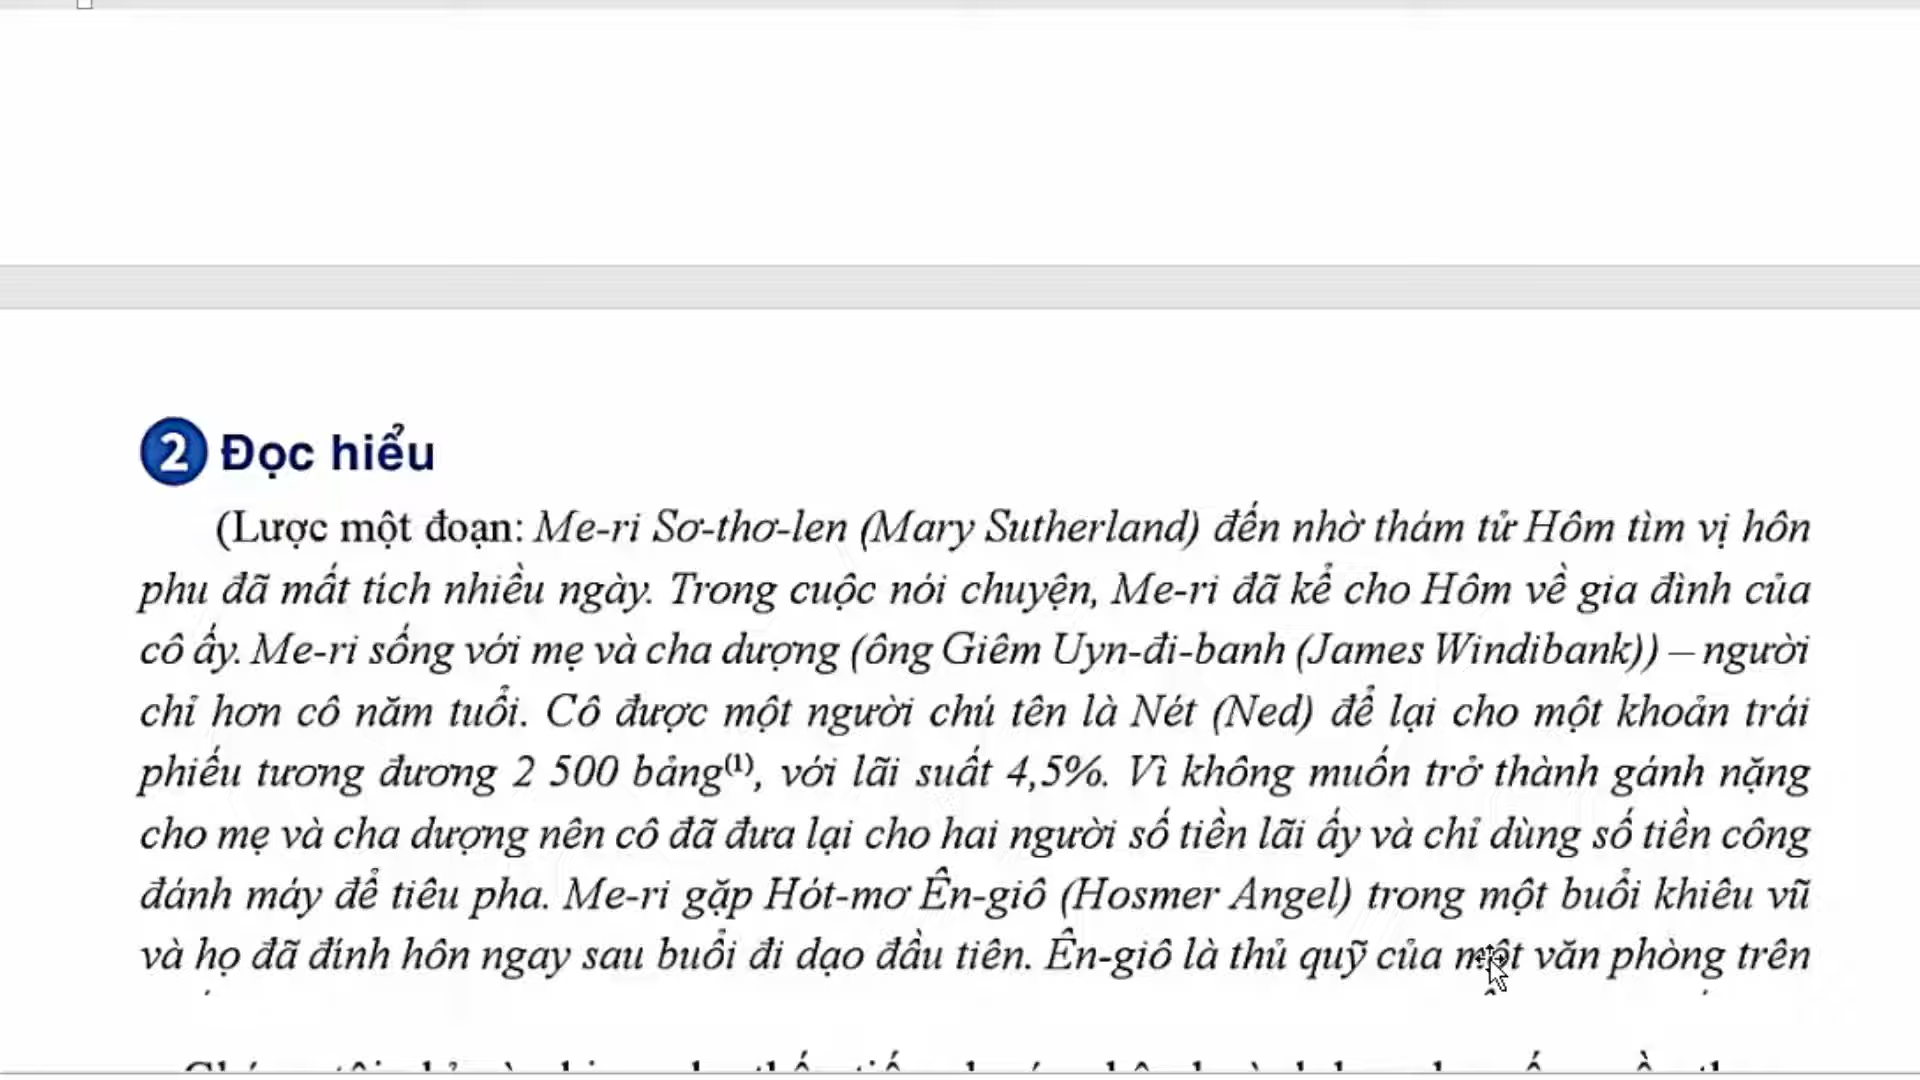 2 Đọc hiểu
(Lược một đoạn: Me-ri Sơ-thơ-len (Mary Sutherland) đến nhờ thám tử Hôm tìm vị hôn
phu đã mất tích nhiều ngày. Trong cuộc nói chuyện, Me-ri đã kể cho Hôm về gia đình của
cô ấy. Me-ri sống với mẹ và cha dượng (ông Giêm Uyn-đi-banh (James Windibank)) – người
chỉ hơn cô năm tuổi. Cô được một người chú tên là Nét (Ned) để lại cho một khoản trái
phiếu tương đương 2 500 bảng(1), với lãi suất 4,5%. Vì không muốn trở thành gánh nặng
cho mẹ và cha dượng nên cô đã đưa lại cho hai người số tiền lãi ấy và chỉ dùng số tiền công
đánh máy để tiêu pha. Me-ri gặp Hót-mơ Ên-giô (Hosmer Angel) trong một buổi khiêu vũ
và họ đã đính hôn ngay sau buổi đi dạo đầu tiên. Ên-giô là thủ quỹ của một văn phòng trên